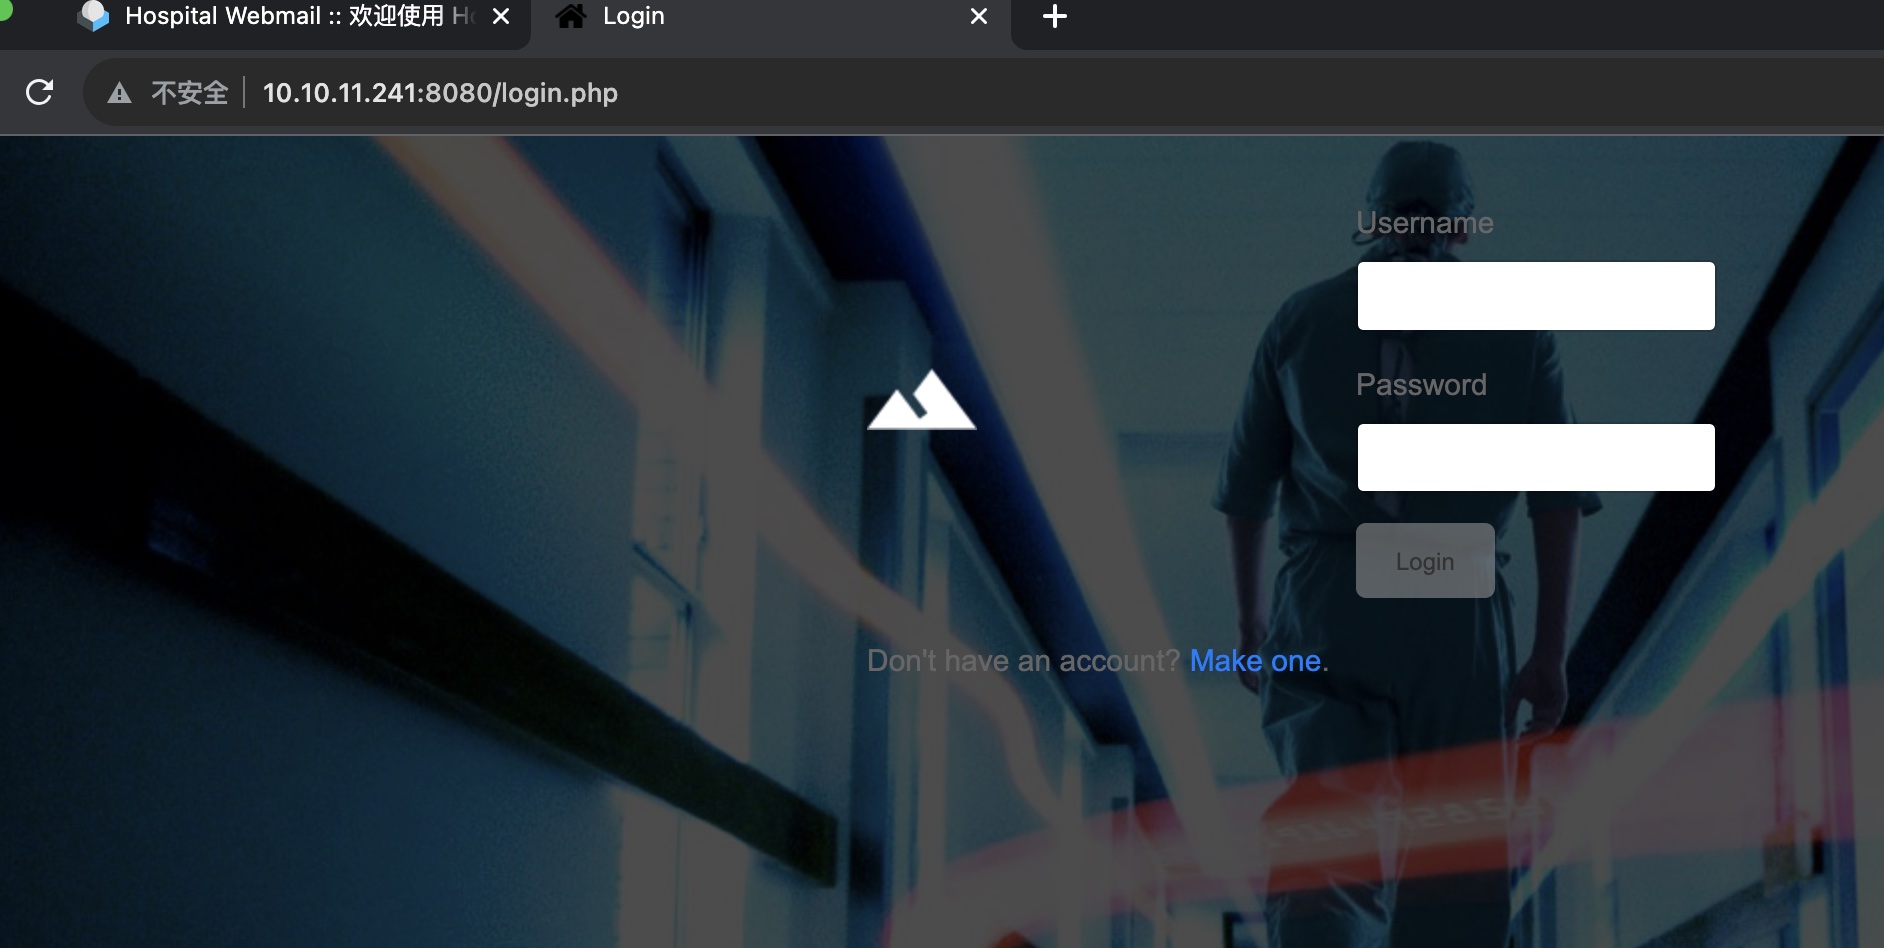 Hospital Webmail :: 欢迎使用 Ho
Login
不安全
10.10.11.241:8080/login.php
Username
Password
Login
Don't have an account? Make one.